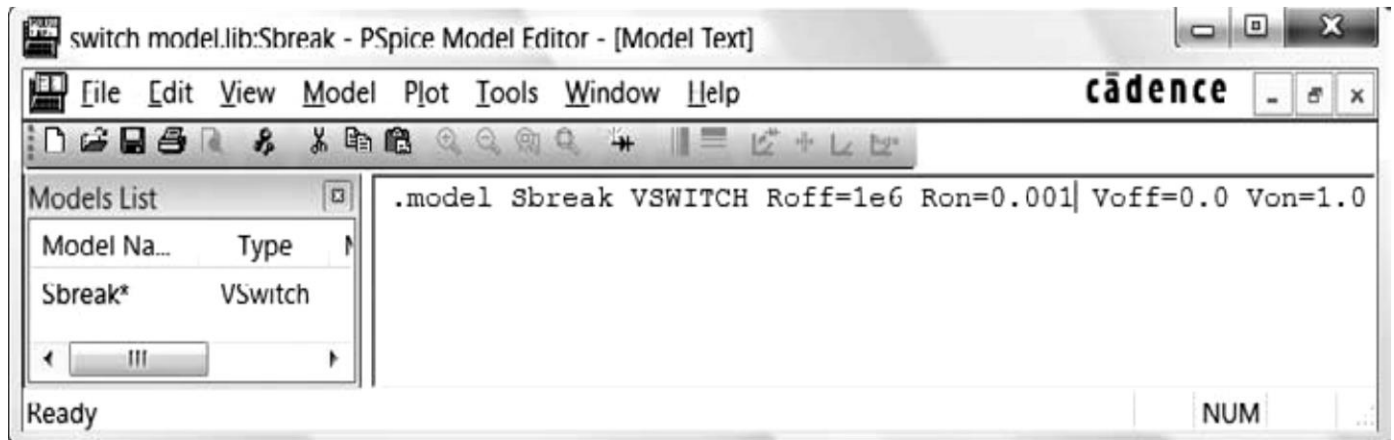 switch model.lib:Sbreak - PSpice Model Editor - [Model Text]
File Edit View Model Plot Tools Window Help cādence
Models List
.model Sbreak VSWITCH Roff=1e6 Ron=0.001 Voff=0.0 Von=1.0
Model Na... Type
Sbreak* VSwitch
Ready NUM